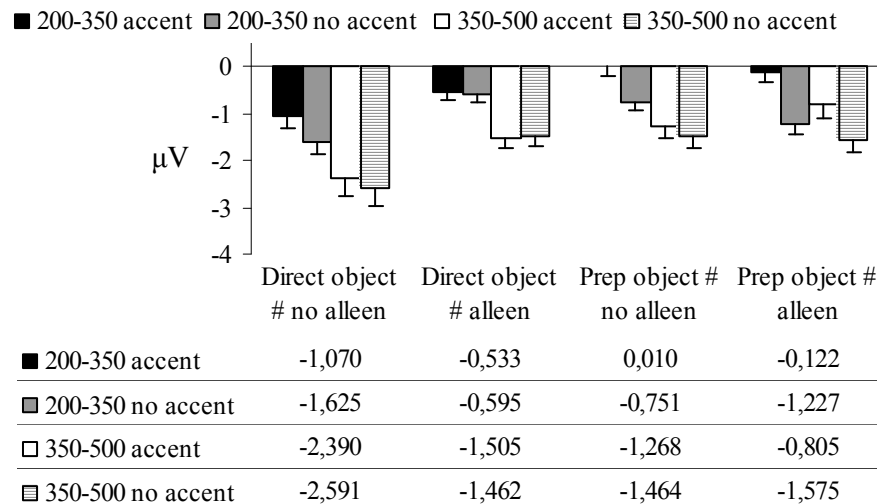 200-350 accent 200-350 no accent 350-500 accent 350-500 no accent
0
-1
μV
-2
-3
-4
Direct object # no alleen
Direct object # alleen
Prep object # no alleen
Prep object # alleen
200-350 accent -1,070 -0,533 0,010 -0,122
200-350 no accent -1,625 -0,595 -0,751 -1,227
350-500 accent -2,390 -1,505 -1,268 -0,805
350-500 no accent -2,591 -1,462 -1,464 -1,575